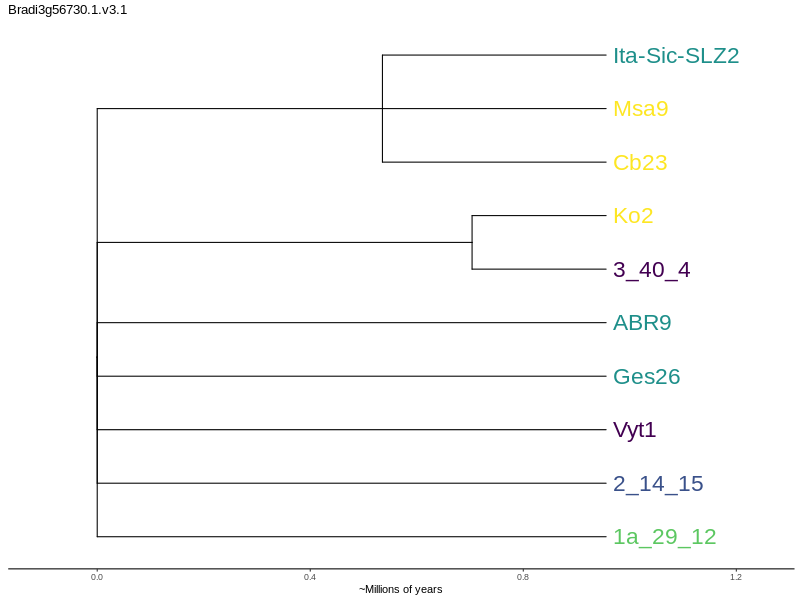 Bradi3g56730.1.v3.1
Ita-Sic-SLZ2
Msa9
Cb23
Ko2
3_40_4
ABR9
Ges26
Vyt1
2_14_15
1a_29_12
0.0 0.4 0.8 1.2
~Millions of years